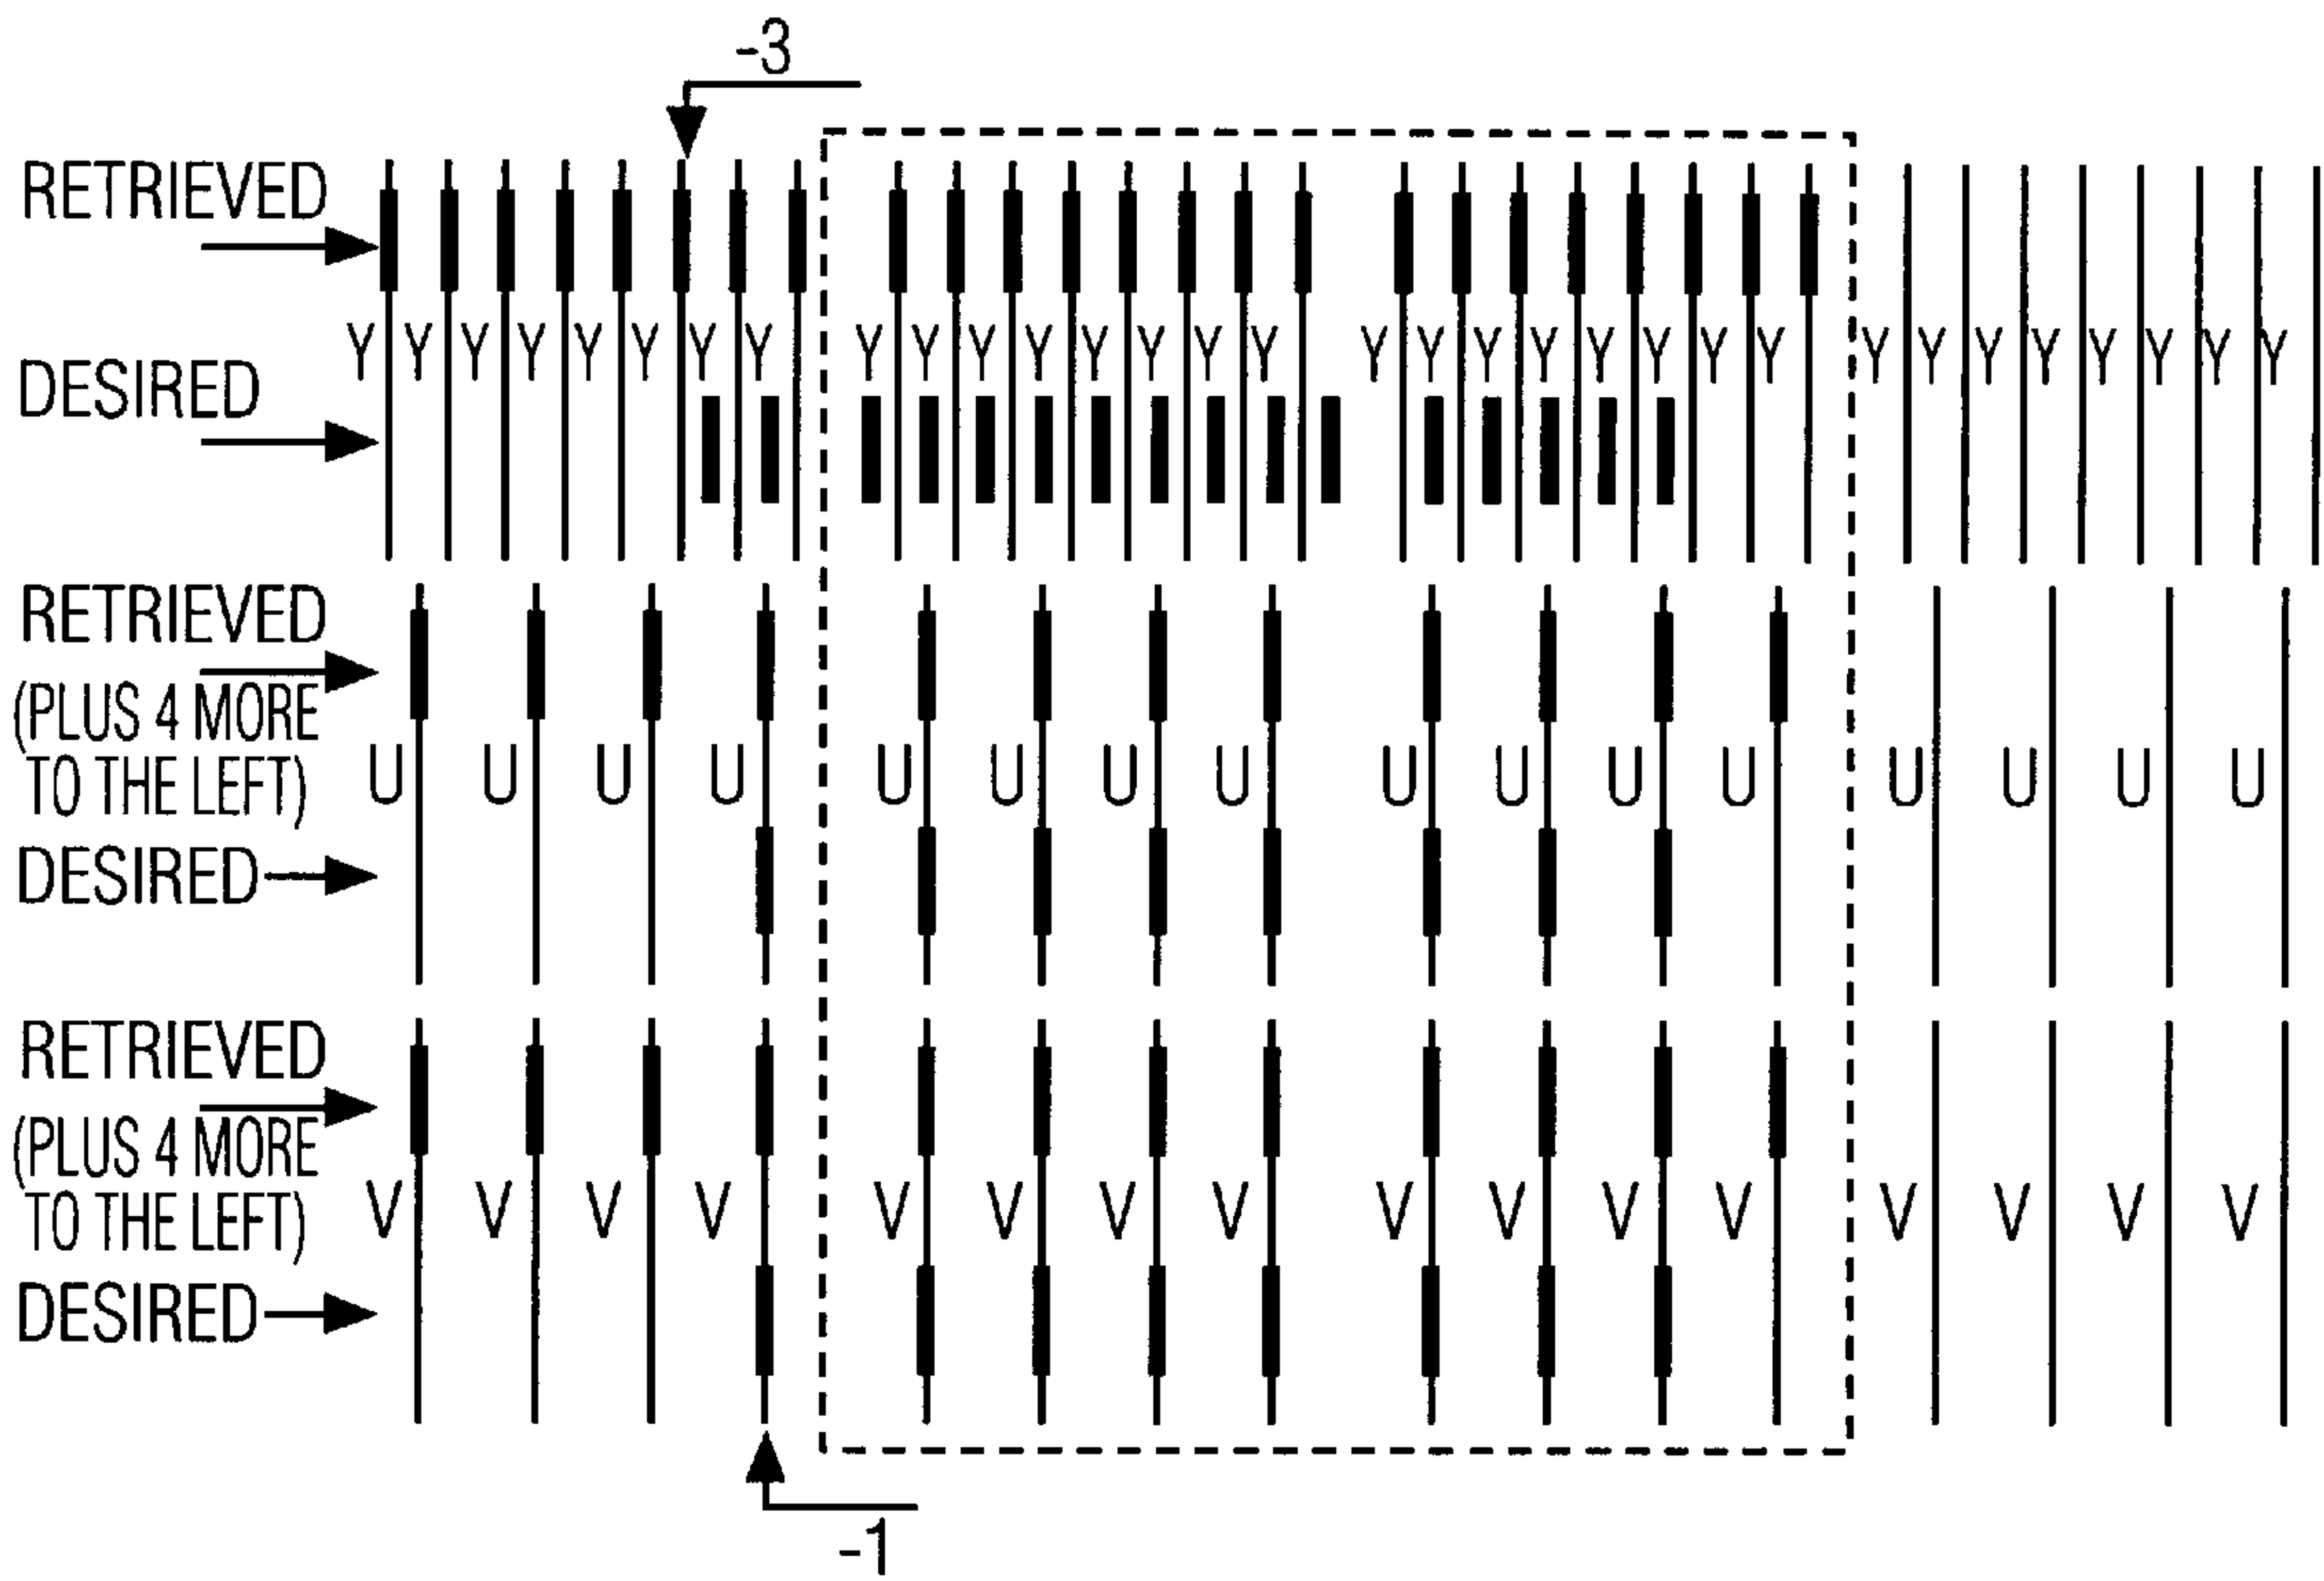 -3
RETRIEVED
Y Y Y Y Y Y Y Y Y Y Y Y Y Y Y Y Y Y Y Y Y Y Y Y Y Y Y Y Y Y Y Y
DESIRED
RETRIEVED
(PLUS 4 MORE
TO THE LEFT)
U U U U U U U U U U U U U U U U
DESIRED
RETRIEVED
(PLUS 4 MORE
TO THE LEFT)
V V V V V V V V V V V V V V V V
DESIRED
-1